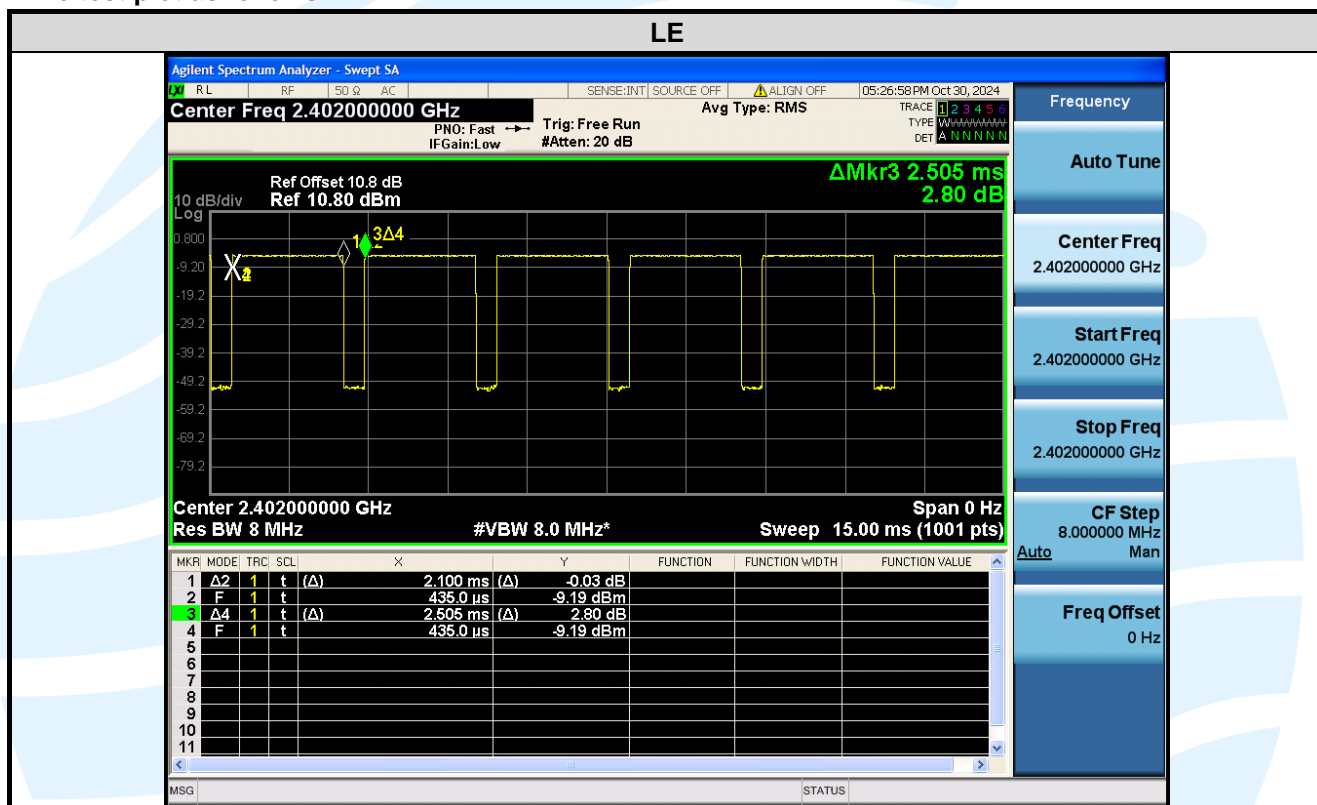 LE
Agilent Spectrum Analyzer - Swept SA
LXI RL RF 50 Ω AC SENSE:INT SOURCE OFF ALIGN OFF 05:26:58 PM Oct 30, 2024
Center Freq 2.402000000 GHz
PNO: Fast
IFGain:Low
Trig: Free Run
#Atten: 20 dB
Avg Type: RMS
TRACE 1 2 3 4 5 6
TYPE W
DET A N N N N N
ΔMkr3 2.505 ms
2.80 dB
Ref Offset 10.8 dB
10 dB/div Ref 10.80 dBm
Log
0.800
-9.20
-19.2
-29.2
-39.2
-49.2
-59.2
-69.2
-79.2
3Δ4
Center 2.402000000 GHz Span 0 Hz
Res BW 8 MHz #VBW 8.0 MHz* Sweep 15.00 ms (1001 pts)
MKR MODE TRC SCL X Y FUNCTION FUNCTION WIDTH FUNCTION VALUE
1 Δ2 1 t (Δ) 2.100 ms (Δ) -0.03 dB
2 F 1 t 435.0 µs -9.19 dBm
3 Δ4 1 t (Δ) 2.505 ms (Δ) 2.80 dB
4 F 1 t 435.0 µs -9.19 dBm
5
6
7
8
9
10
11
MSG STATUS
Frequency
Auto Tune
Center Freq
2.402000000 GHz
Start Freq
2.402000000 GHz
Stop Freq
2.402000000 GHz
CF Step
8.000000 MHz
Auto Man
Freq Offset
0 Hz